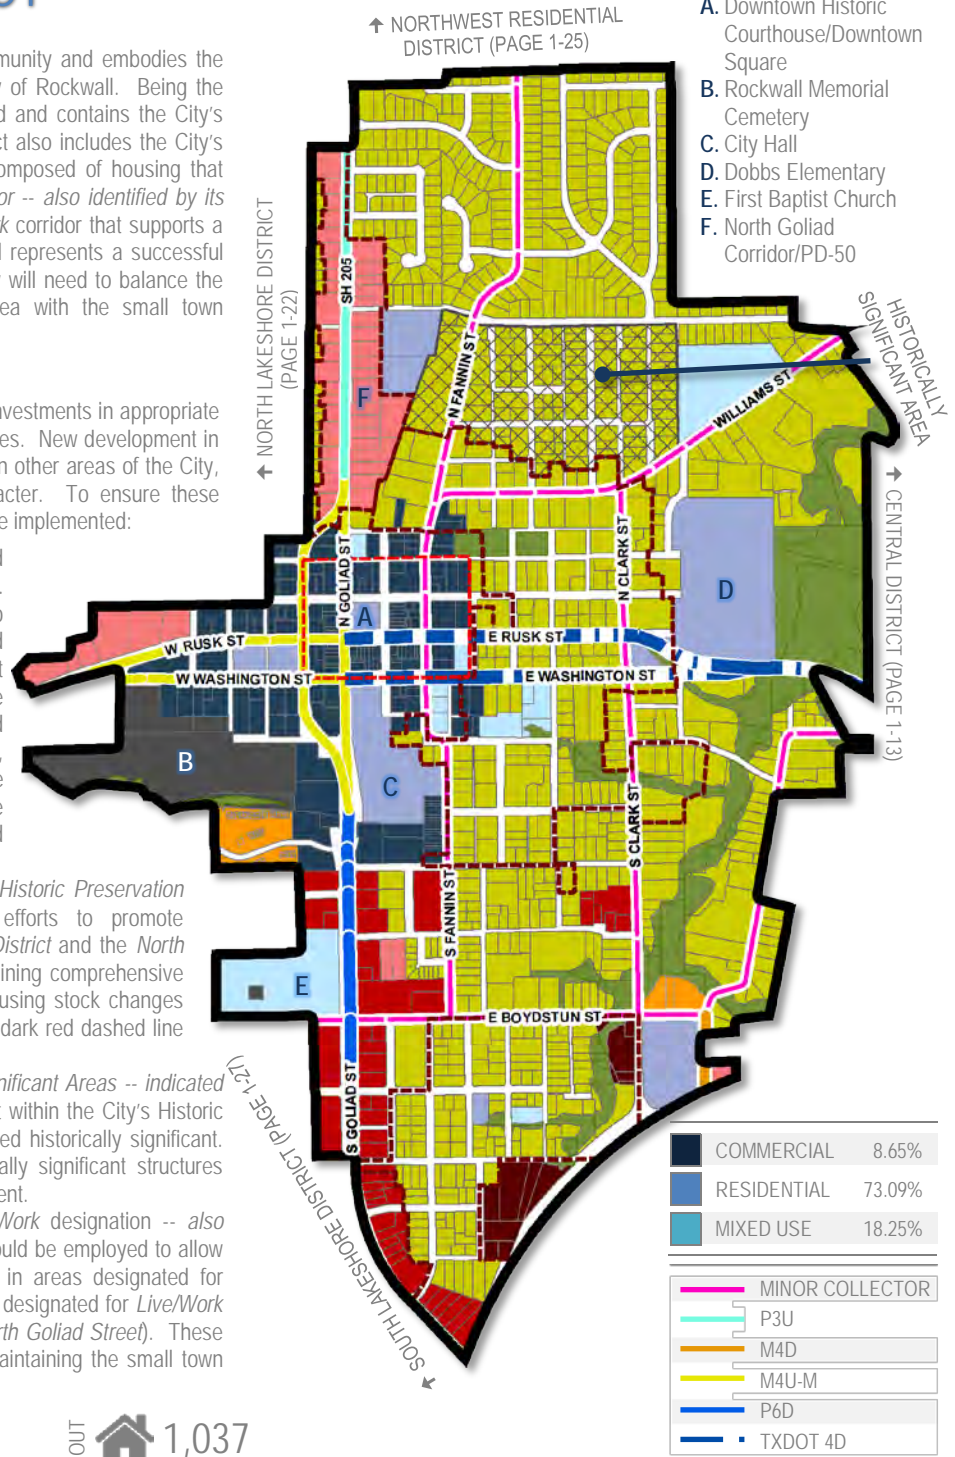 munity and embodies the
of Rockwall. Being the
d and contains the City's
ct also includes the City's
composed of housing that
or -- also identified by its
rk corridor that supports a
represents a successful
will need to balance the
ea with the small town
nvestments in appropriate
es. New development in
n other areas of the City,
acter. To ensure these
e implemented:
Historic Preservation
efforts to promote
District and the North
ining comprehensive
using stock changes
dark red dashed line
nificant Areas -- indicated
within the City's Historic
ed historically significant.
ally significant structures
ent.
Work designation -- also
ould be employed to allow
in areas designated for
designated for Live/Work
rth Goliad Street). These
aintaining the small town
OUT
1,037
NORTHWEST RESIDENTIAL
DISTRICT (PAGE 1-25)
A. Downtown Historic
Courthouse/Downtown
Square
B. Rockwall Memorial
Cemetery
C. City Hall
D. Dobbs Elementary
E. First Baptist Church
F. North Goliad
Corridor/PD-50
NORTH LAKESHORE DISTRICT
(PAGE 1-22)
HISTORICALLY
SIGNIFICANT AREA
CENTRAL DISTRICT (PAGE 1-13)
SOUTH LAKESHORE DISTRICT (PAGE 1-27)
SH 205
N FANNIN ST
WILLIAMS ST
F
N GOLIAD ST
N CLARK ST
D
A
W RUSK ST
E RUSK ST
W WASHINGTON ST
E WASHINGTON ST
B
C
S CLARK ST
S FANNIN ST
E
E BOYDSTUN ST
S GOLIAD ST
COMMERCIAL 8.65%
RESIDENTIAL 73.09%
MIXED USE 18.25%
MINOR COLLECTOR
P3U
M4D
M4U-M
P6D
TXDOT 4D